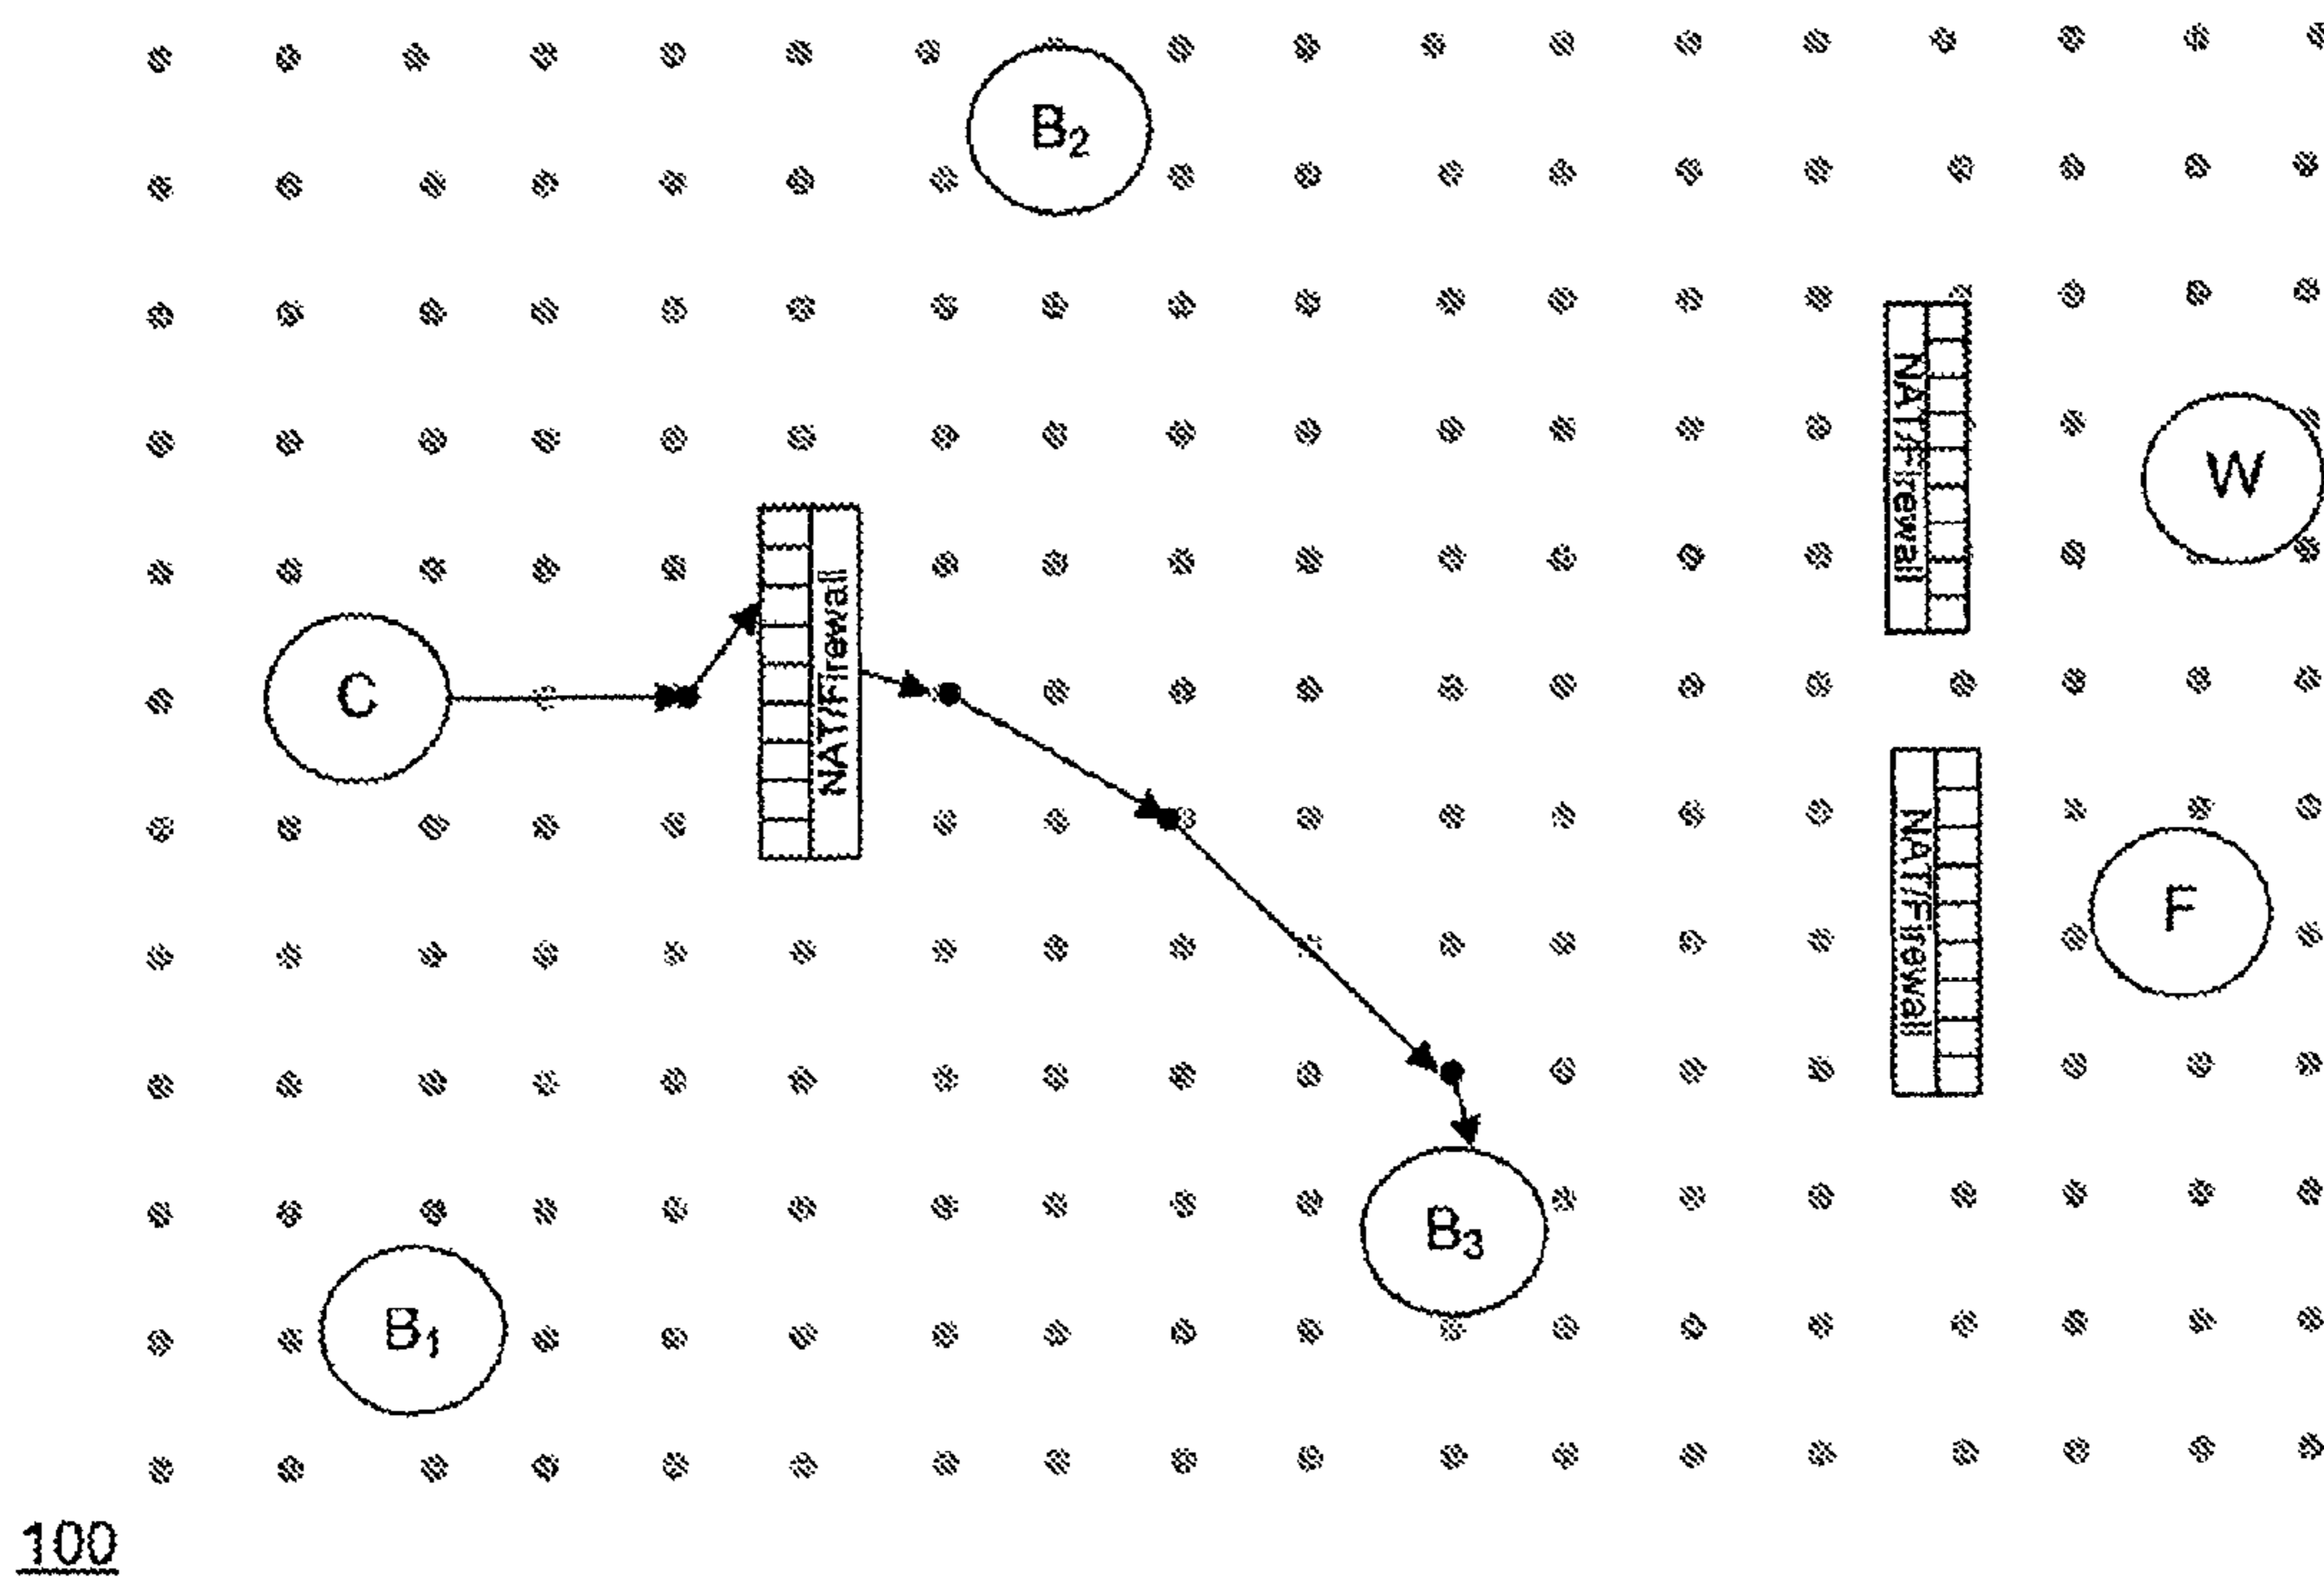 B₂
NAT/Firewall
W
NAT/Firewall
C
NAT/Firewall
F
B₃
B₁
100